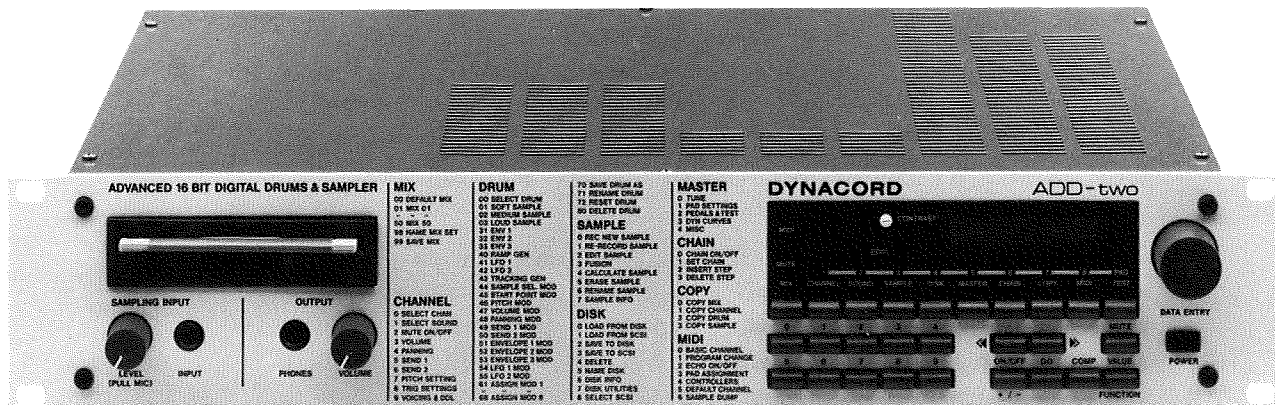 ADVANCED 16 BIT DIGITAL DRUMS & SAMPLER
SAMPLING INPUT
OUTPUT
LEVEL
(PULL MIC)
INPUT
PHONES
VOLUME
MIX
00 DEFAULT MIX
01 MIX 01
- - -
50 MIX 50
98 NAME MIX SET
99 SAVE MIX
CHANNEL
0 SELECT CHAN
1 SELECT SOUND
2 MUTE ON/OFF
3 VOLUME
4 PANNING
5 SEND 1
6 SEND 2
7 PITCH SETTING
8 TRIG SETTINGS
9 VOICING & DDL
DRUM
00 SELECT DRUM
01 SOFT SAMPLE
02 MEDIUM SAMPLE
03 LOUD SAMPLE
31 ENV 1
32 ENV 2
33 ENV 3
40 RAMP GEN
41 LFO 1
42 LFO 2
43 TRACKING GEN
44 SAMPLE SEL. MOD
45 START POINT MOD
46 PITCH MOD
47 VOLUME MOD
48 PANNING MOD
49 SEND 1 MOD
50 SEND 2 MOD
51 ENVELOPE 1 MOD
52 ENVELOPE 2 MOD
53 ENVELOPE 3 MOD
54 LFO 1 MOD
55 LFO 2 MOD
61 ASSIGN MOD 1
- - -
68 ASSIGN MOD 8
70 SAVE DRUM AS
71 RENAME DRUM
72 RESET DRUM
80 DELETE DRUM
SAMPLE
0 REC NEW SAMPLE
1 RE-RECORD SAMPLE
2 EDIT SAMPLE
3 FUSION
4 CALCULATE SAMPLE
5 ERASE SAMPLE
6 RENAME SAMPLE
7 SAMPLE INFO
DISK
0 LOAD FROM DISK
1 LOAD FROM SCSI
2 SAVE TO DISK
3 SAVE TO SCSI
4 DELETE
5 NAME DISK
6 DISK INFO
7 DISK UTILITIES
8 SELECT SCSI
MASTER
0 TUNE
1 PAD SETTINGS
2 PEDALS & TEST
3 DYN CURVES
4 MISC
CHAIN
0 CHAIN ON/OFF
1 SET CHAIN
2 INSERT STEP
3 DELETE STEP
COPY
0 COPY MIX
1 COPY CHANNEL
2 COPY DRUM
3 COPY SAMPLE
MIDI
0 BASIC CHANNEL
1 PROGRAM CHANGE
2 ECHO ON/OFF
3 PAD ASSIGNMENT
4 CONTROLLERS
5 DEFAULT CHANNEL
6 SAMPLE DUMP
DYNACORD
ADD-two
CONTRAST
MIDI
MUTE
PAD
MIX CHANNEL DRUM SAMPLE DISK MASTER CHAIN COPY MIDI TEST
0 1 2 3 4
MUTE
5 6 7 8 9
ON/OFF GO COMP VALUE
+ / -
FUNCTION
DATA ENTRY
POWER